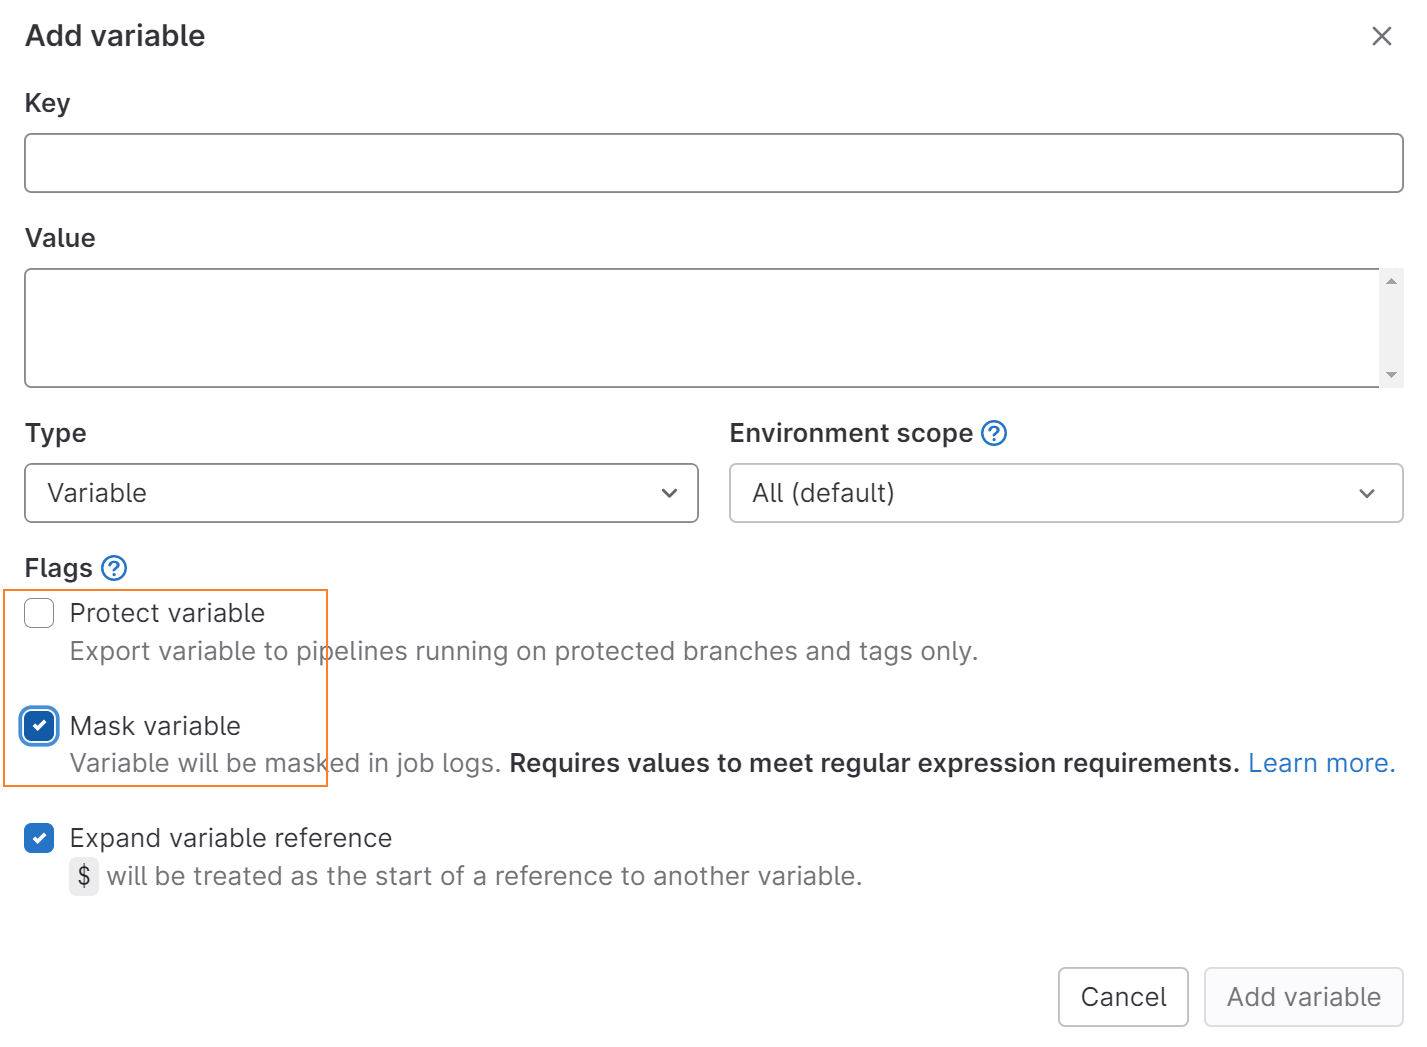 Add variable
Key
Value
Type
Environment scope ?
Variable
All (default)
Flags ?
Protect variable
Export variable to pipelines running on protected branches and tags only.
Mask variable
Variable will be masked in job logs. Requires values to meet regular expression requirements. Learn more.
Expand variable reference
$ will be treated as the start of a reference to another variable.
Cancel
Add variable